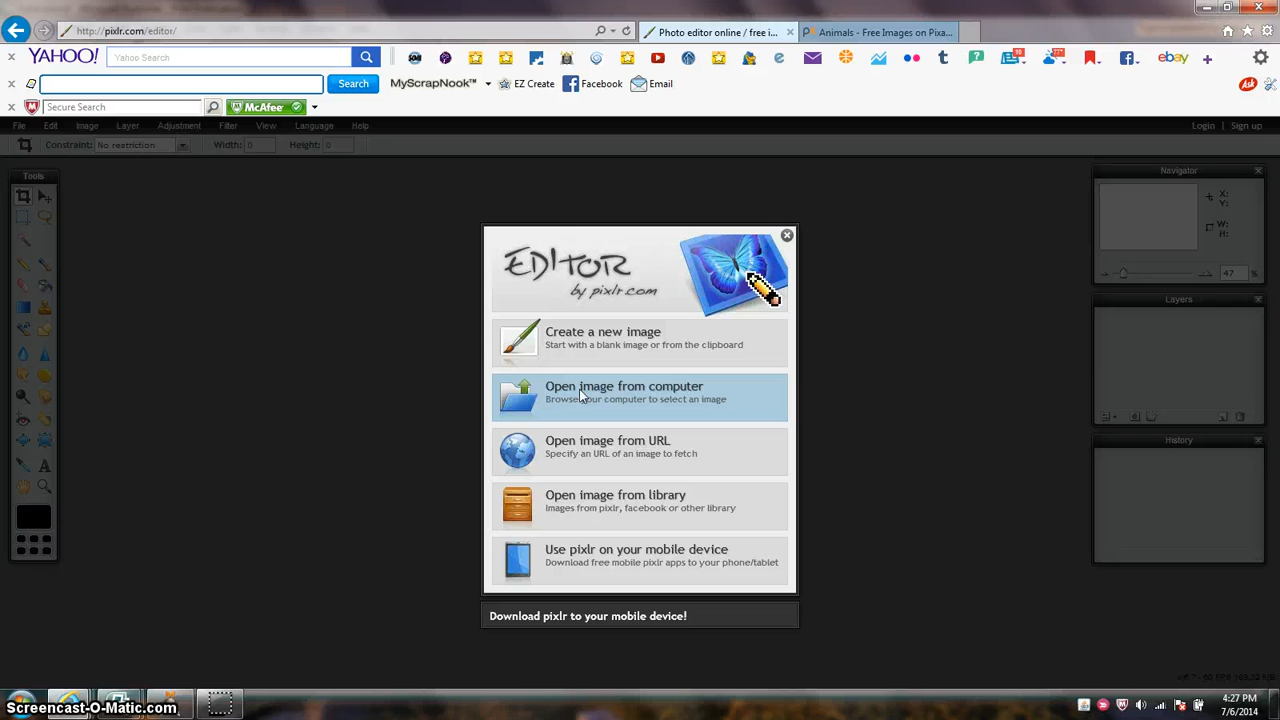 http://pixlr.com/editor/
Photo editor online / free i...
Animals - Free Images on Pixa...
YAHOO!
Yahoo Search
Search
MyScrapNook™
EZ Create
Facebook
Email
Ask
Secure Search
McAfee
File Edit Image Layer Adjustment Filter View Language Help
Login | Sign up
Constraint: No restriction Width: 0 Height: 0
Tools
Navigator
X:
Y:
W:
H:
47 %
Layers
History
EDITOR
by pixlr.com
Create a new image
Start with a blank image or from the clipboard
Open image from computer
Browse your computer to select an image
Open image from URL
Specify an URL of an image to fetch
Open image from library
Images from pixlr, facebook or other library
Use pixlr on your mobile device
Download free mobile pixlr apps to your phone/tablet
Download pixlr to your mobile device!
Screencast-O-Matic.com
4:27 PM
7/6/2014